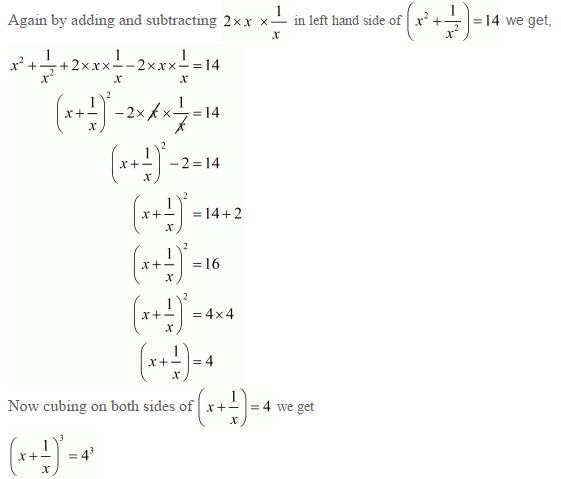 Again by adding and subtracting 2 × x × 1/x in left hand side of (x² + 1/x²) = 14 we get,
x² + 1/x² + 2 × x × 1/x − 2 × x × 1/x = 14
(x + 1/x)² − 2 × x × 1/x = 14
(x + 1/x)² − 2 = 14
(x + 1/x)² = 14 + 2
(x + 1/x)² = 16
(x + 1/x)² = 4 × 4
(x + 1/x) = 4
Now cubing on both sides of (x + 1/x) = 4 we get
(x + 1/x)³ = 4³